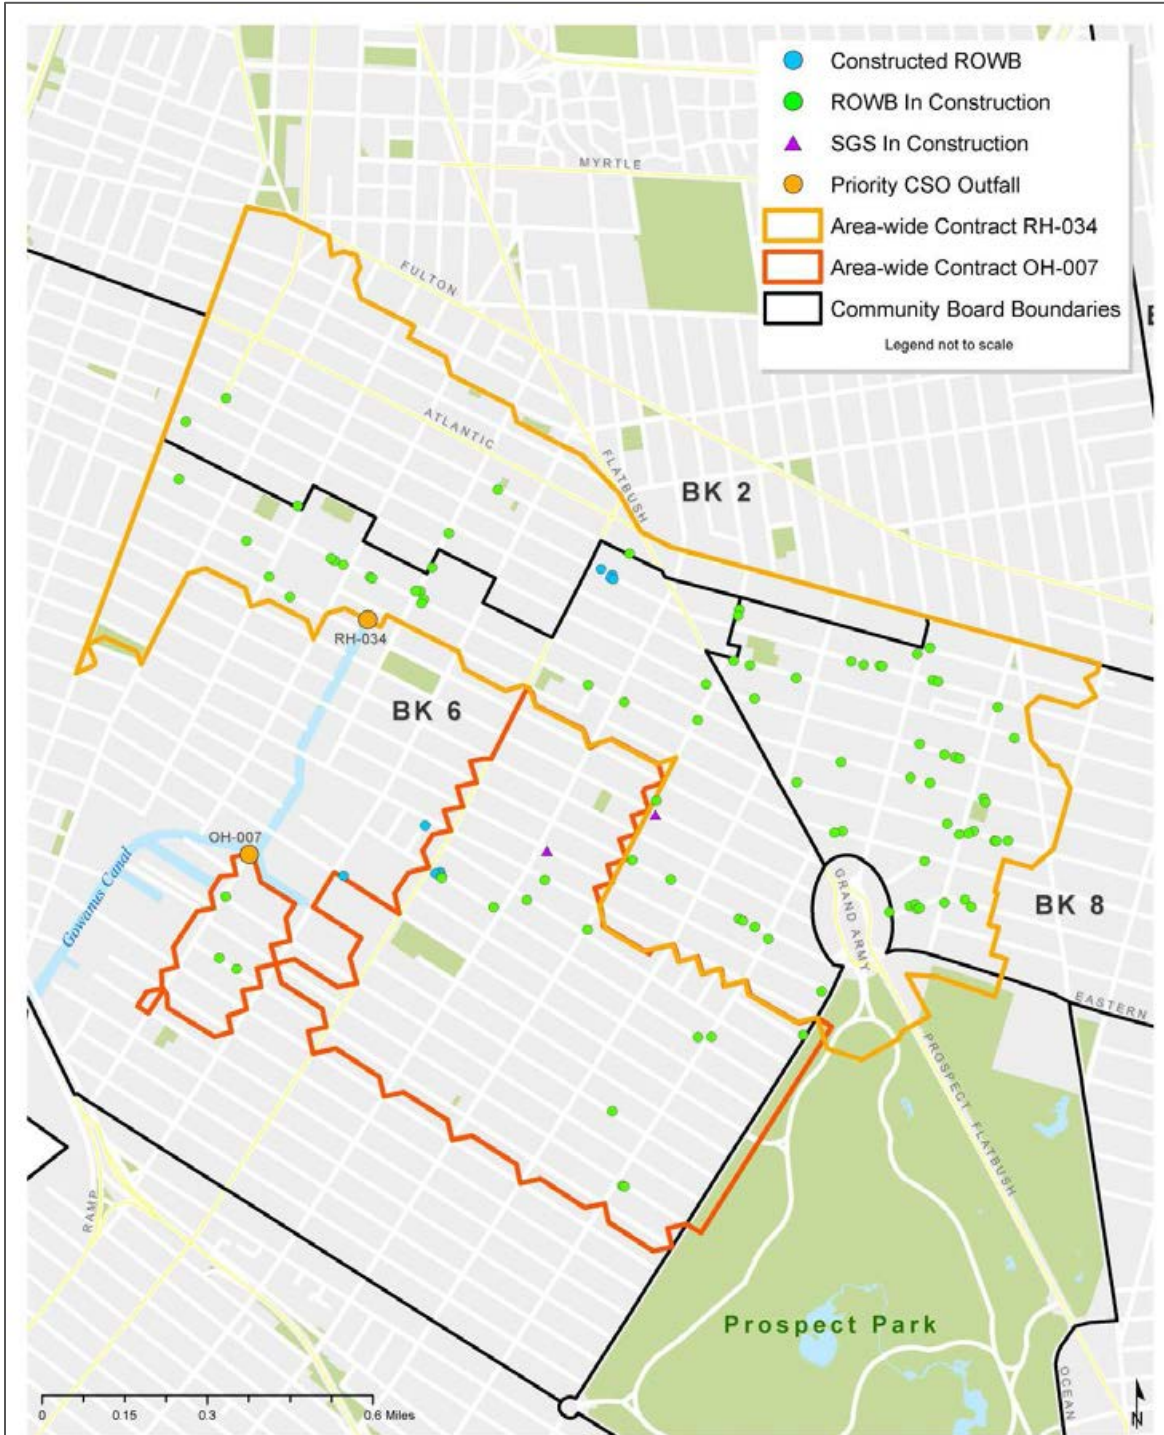 Constructed ROWB
ROWB In Construction
SGS In Construction
Priority CSO Outfall
Area-wide Contract RH-034
Area-wide Contract OH-007
Community Board Boundaries
Legend not to scale
MYRTLE
FULTON
ATLANTIC
FLATBUSH
BK 2
RH-034
BK 6
OH-007
Gowanus Canal
GRAND ARMY
BK 8
EASTERN
PROSPECT FLATBUSH
RAMP
Prospect Park
OCEAN
0 0.15 0.3 0.6 Miles
N